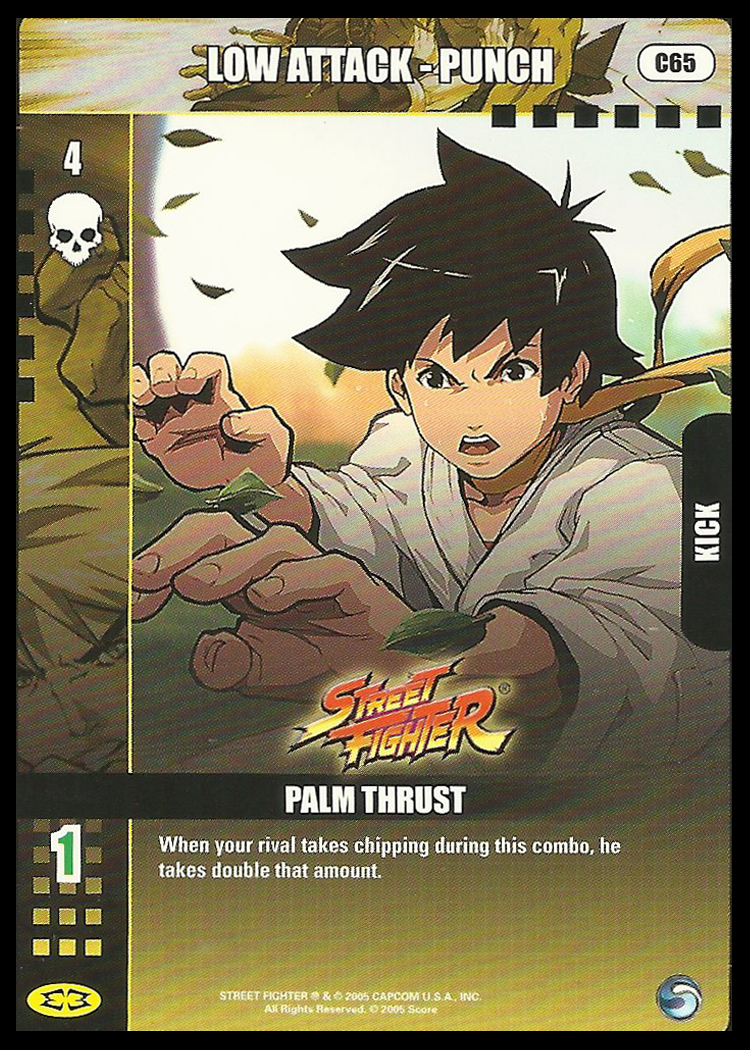 LOW ATTACK - PUNCH
C65
4
KICK
STREET
FIGHTER®
PALM THRUST
1
When your rival takes chipping during this combo, he
takes double that amount.
STREET FIGHTER ® & © 2005 CAPCOM U.S.A., INC.
All Rights Reserved. © 2005 Score